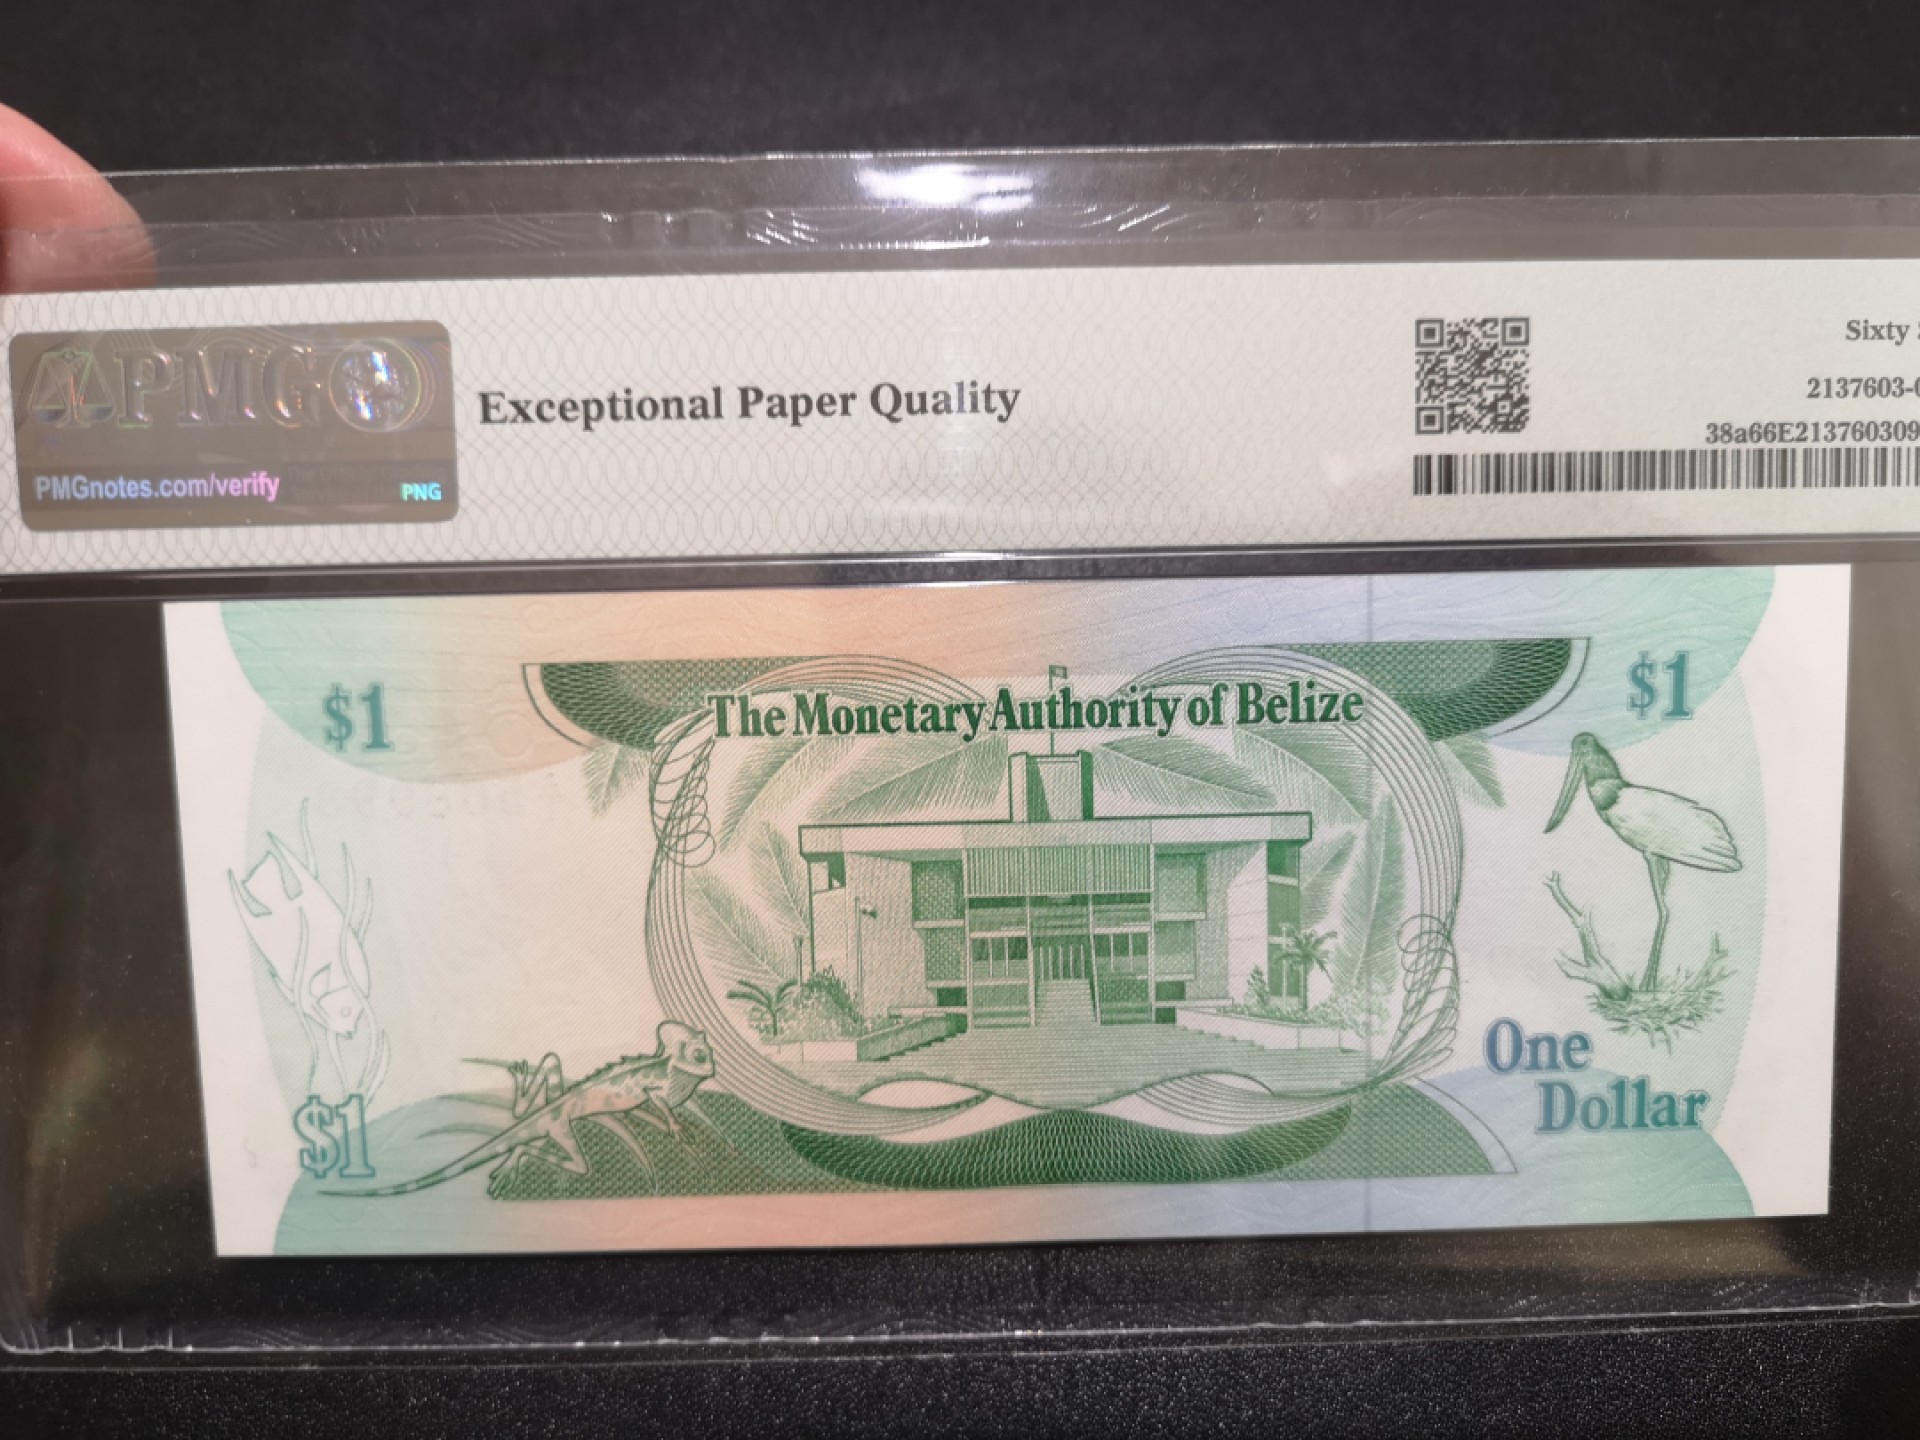 PMG
PMGnotes.com/verify
PNG
Exceptional Paper Quality
Sixty
2137603-0
38a66E213760309
$1
The Monetary Authority of Belize
$1
$1
One
Dollar